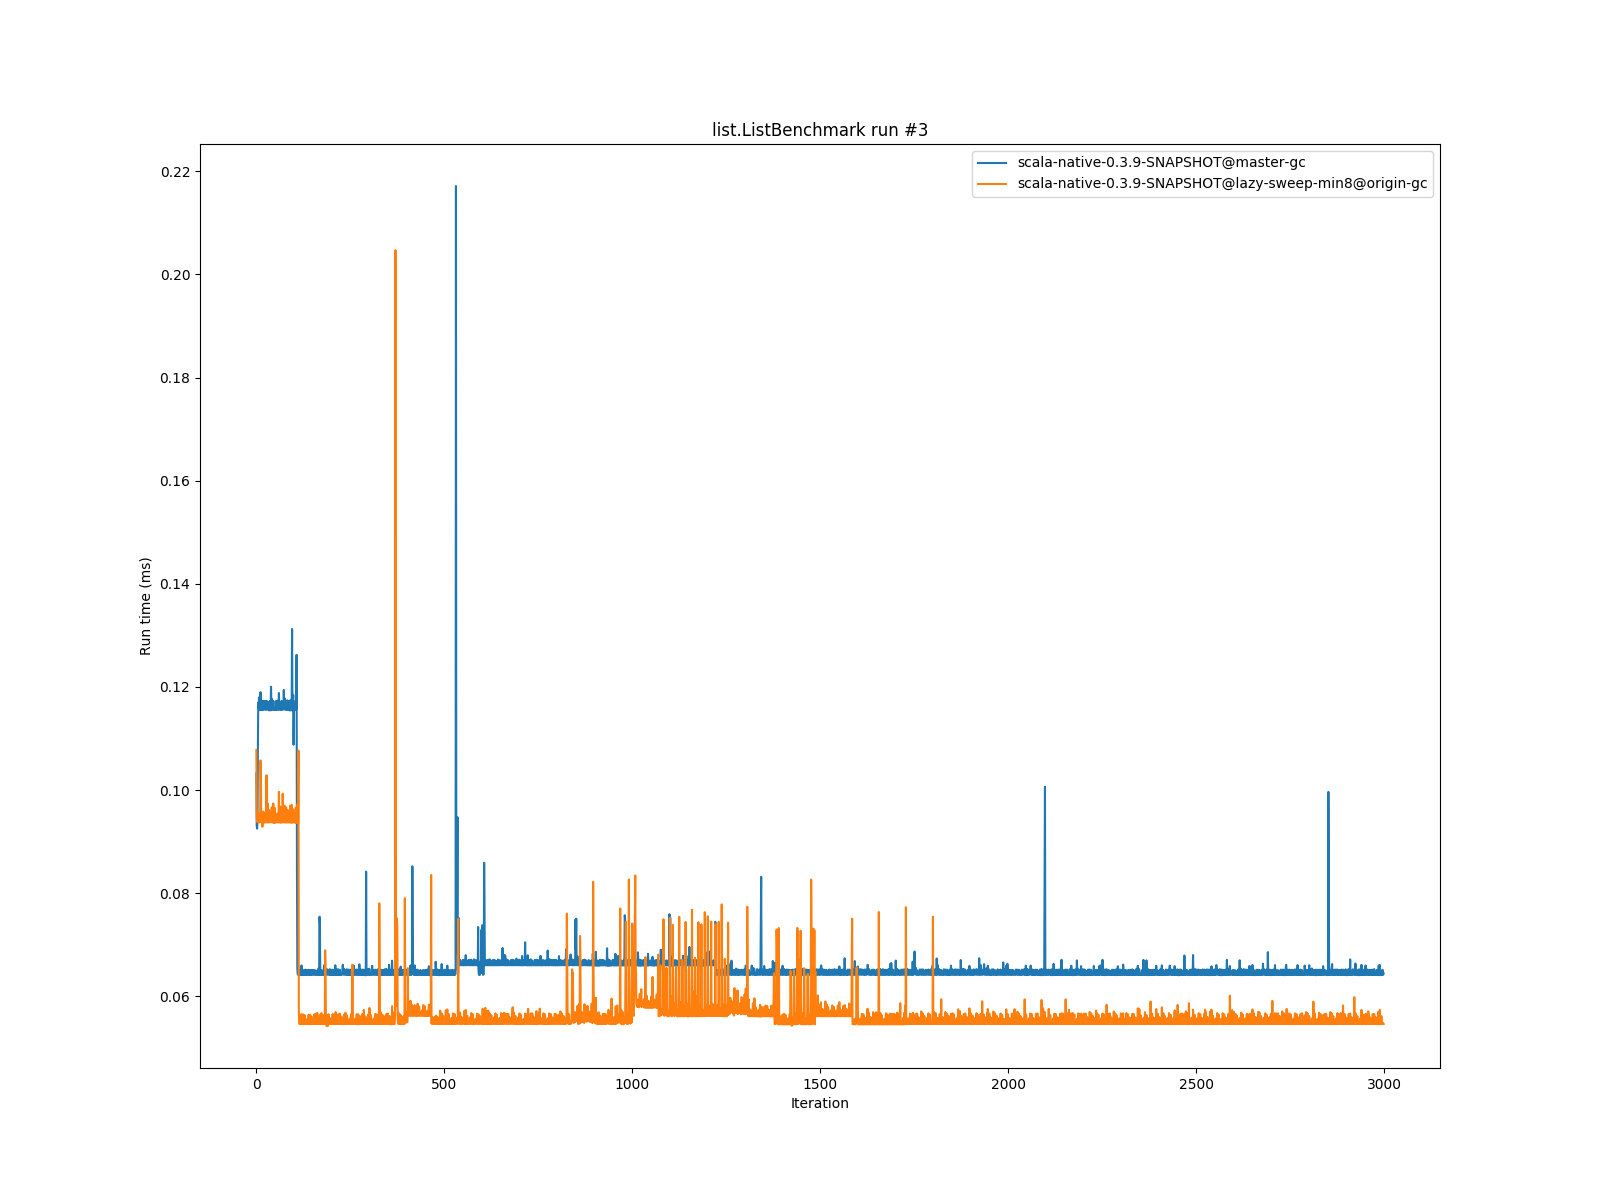 list.ListBenchmark run #3
scala-native-0.3.9-SNAPSHOT@master-gc
scala-native-0.3.9-SNAPSHOT@lazy-sweep-min8@origin-gc
0.22
0.20
0.18
0.16
0.14
0.12
0.10
0.08
0.06
Run time (ms)
0 500 1000 1500 2000 2500 3000
Iteration